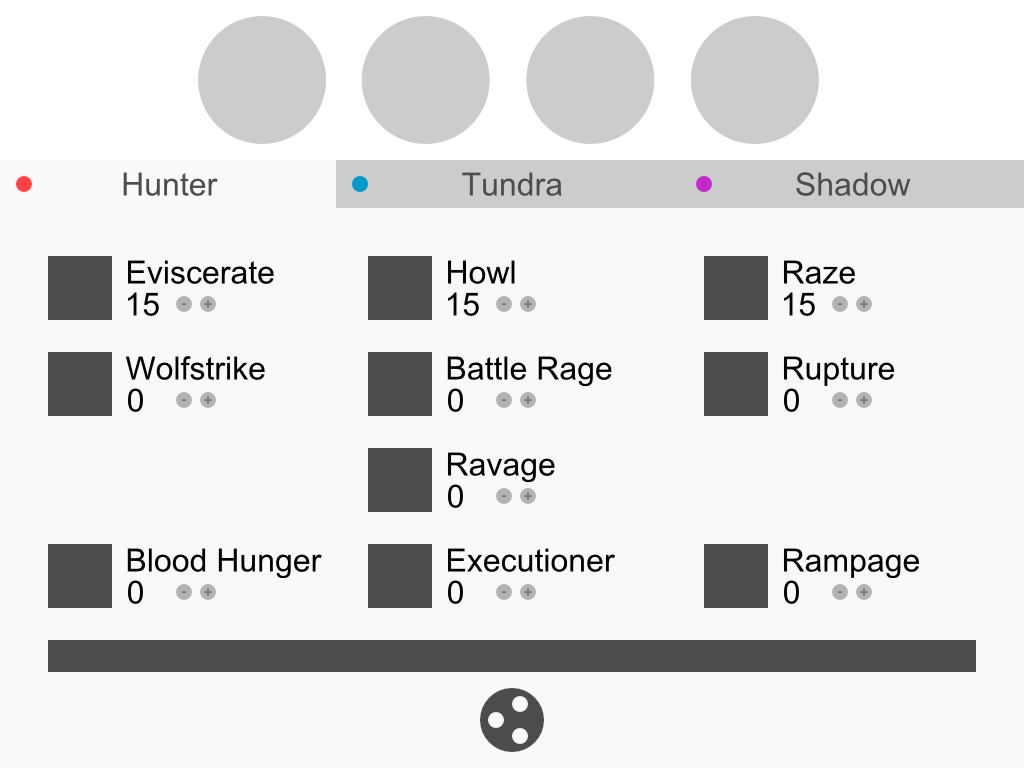 Hunter
Tundra
Shadow
Eviscerate
15 - +
Howl
15 - +
Raze
15 - +
Wolfstrike
0 - +
Battle Rage
0 - +
Rupture
0 - +
Ravage
0 - +
Blood Hunger
0 - +
Executioner
0 - +
Rampage
0 - +